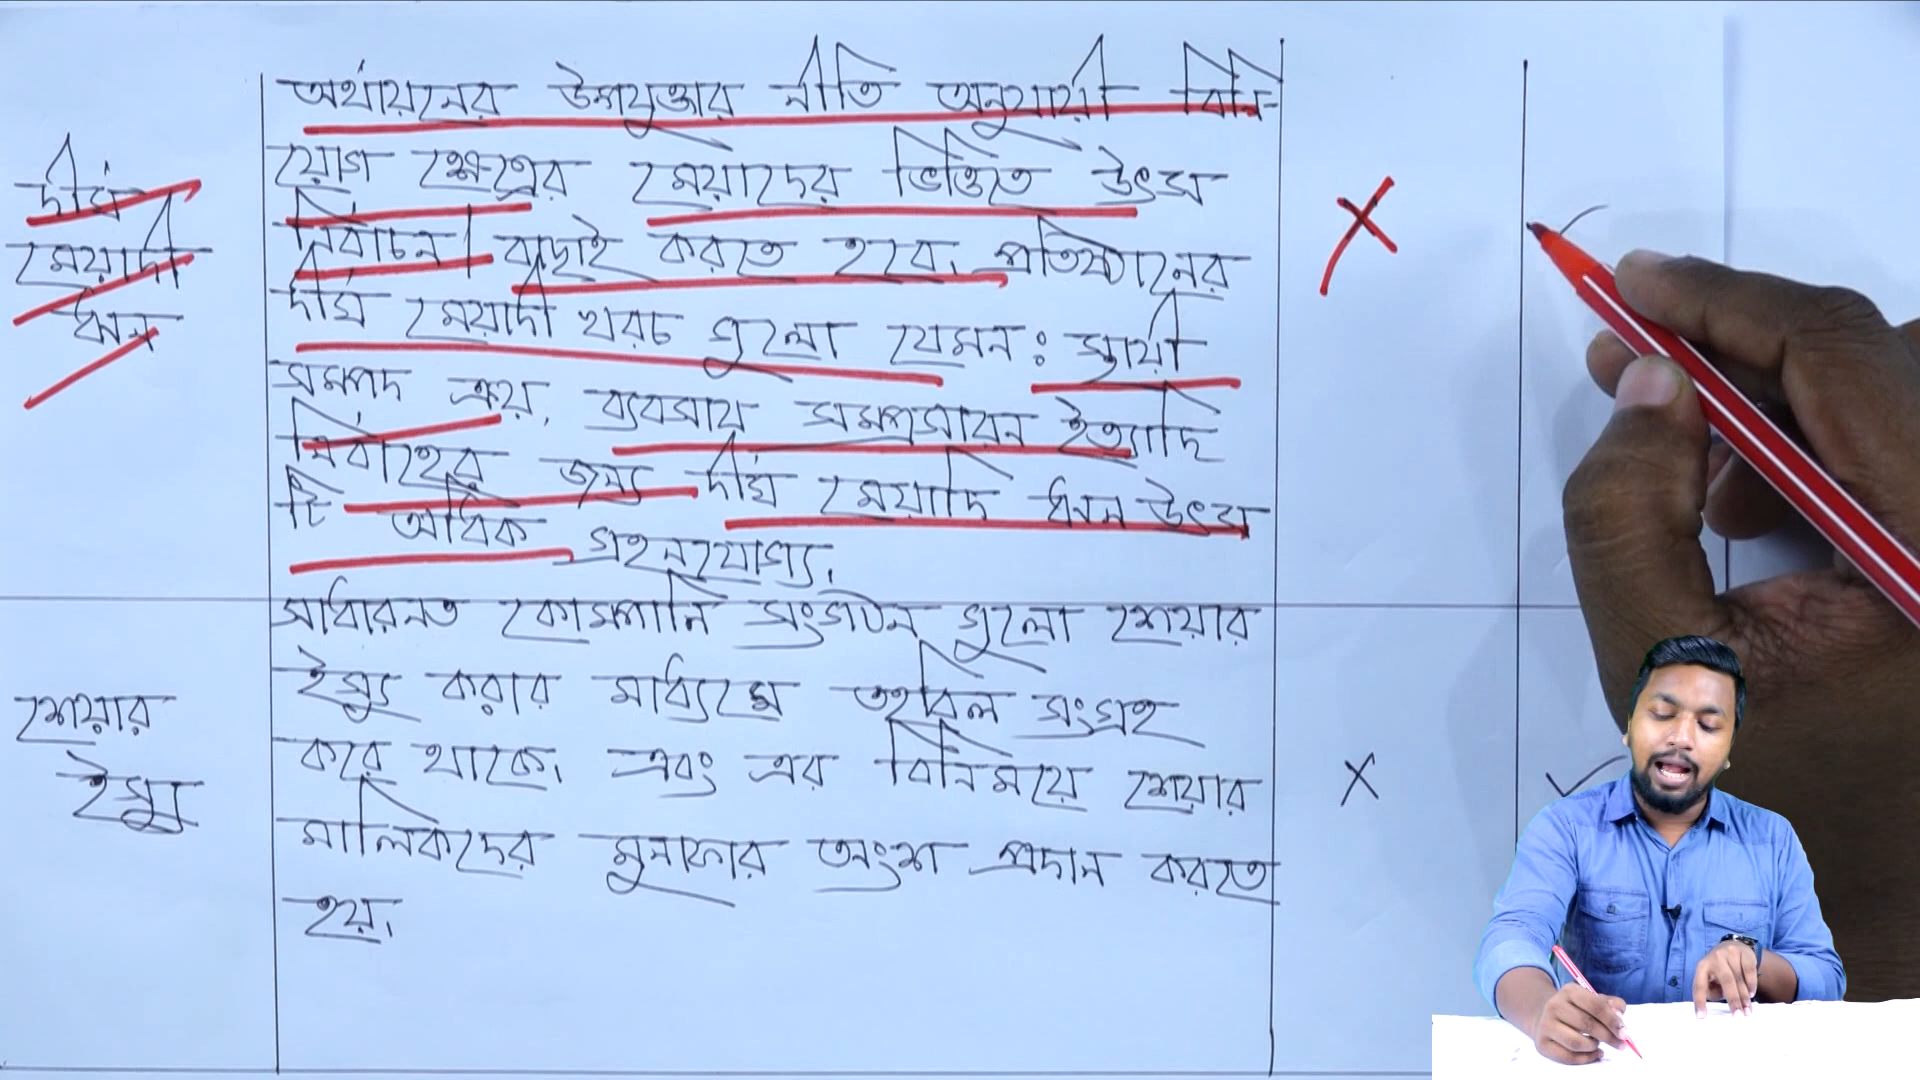 দীর্ঘ
মেয়াদী
ঋন
অর্থায়নের উপযুক্তার নীতি অনুযায়ী বিনি-
য়োগ ক্ষেত্রের মেয়াদের ভিত্তিতে উৎস
নির্বাচন। বাছাই করতে হবে। প্রতিষ্ঠানের
দীর্ঘ মেয়াদী খরচ গুলো যেমন: স্থায়ী
সম্পদ ক্রয়, ব্যবসায় সম্প্রসারন ইত্যাদি
নির্বাহের জন্য দীর্ঘ মেয়াদি ঋন উৎস
টি অধিক গ্রহনযোগ্য।
শেয়ার
ইস্যু
সাধারনত কোম্পানি সংগঠন গুলো শেয়ার
ইস্যু করার মাধ্যমে তহবিল সংগ্রহ
করে থাকে। এবং এর বিনিময়ে শেয়ার
মালিকদের মুনাফার অংশ প্রদান করতে
হয়।